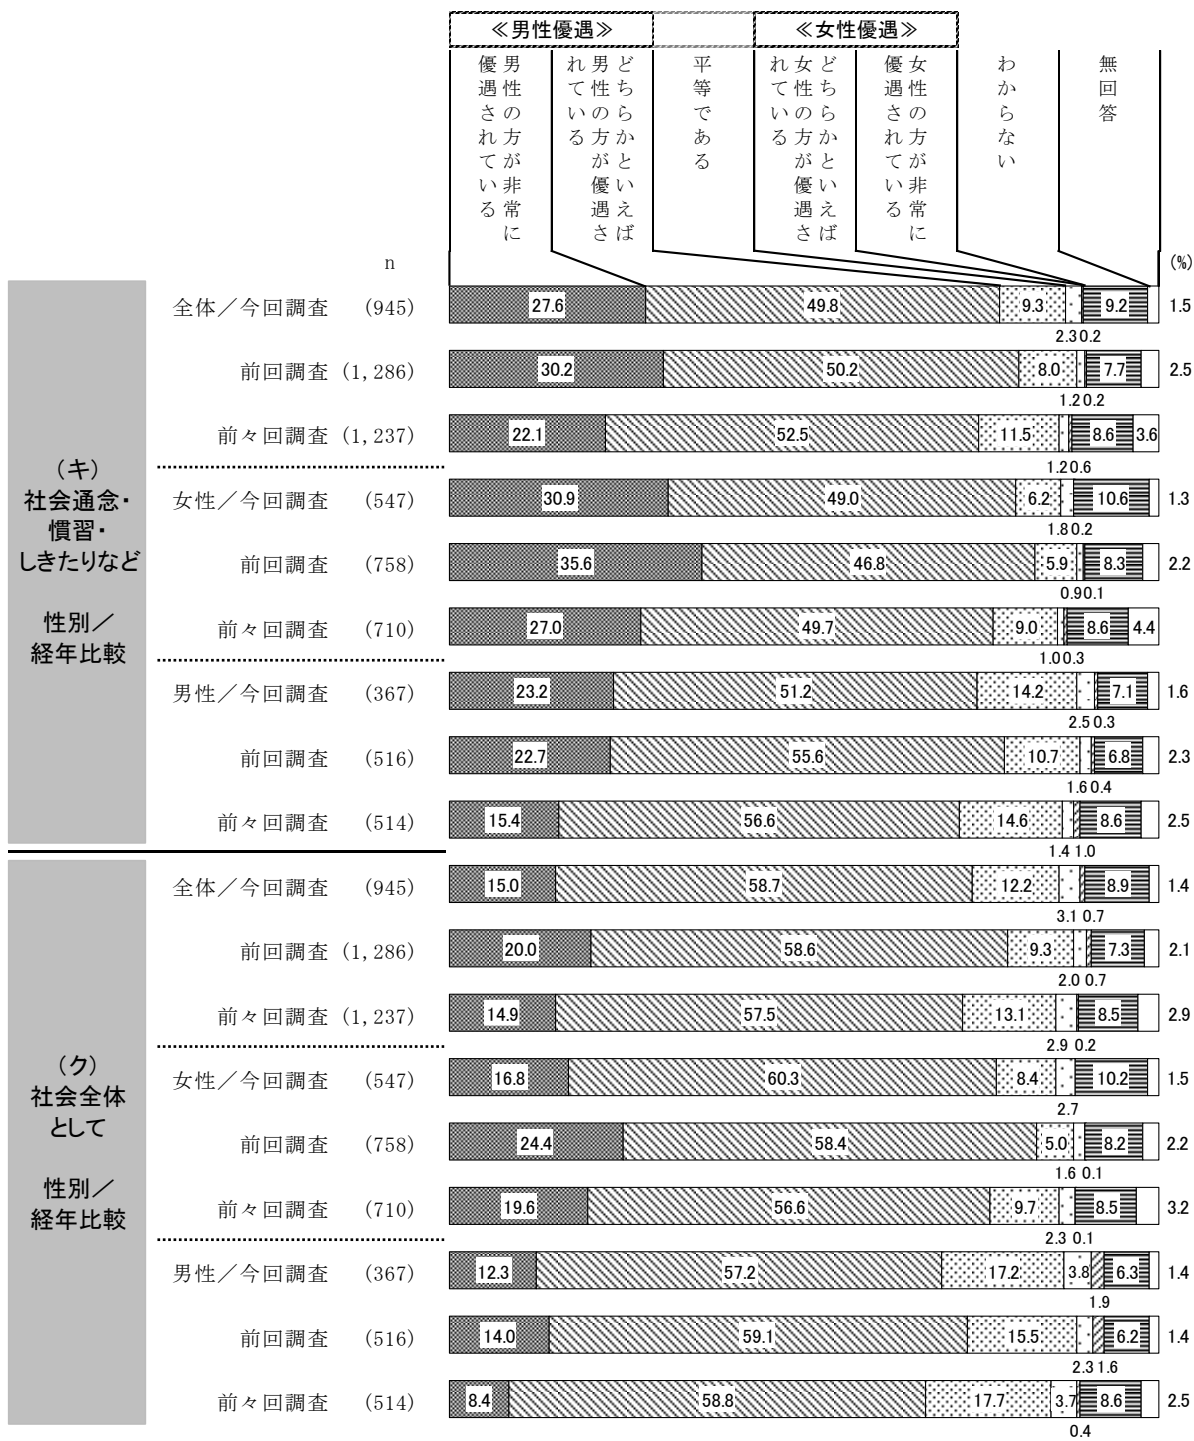 ≪男性優遇≫
≪女性優遇≫
男性の方が非常に
優遇されている
どちらかといえば
男性の方が優遇さ
れている
平等である
どちらかといえば
女性の方が優遇さ
れている
女性の方が非常に
優遇されている
わからない
無回答
n
(%)
(キ)
社会通念・
慣習・
しきたりなど
性別／
経年比較
全体／今回調査 (945) 27.6 49.8 9.3 9.2 1.5
2.3 0.2
前回調査 (1,286) 30.2 50.2 8.0 7.7 2.5
1.2 0.2
前々回調査 (1,237) 22.1 52.5 11.5 8.6 3.6
1.2 0.6
女性／今回調査 (547) 30.9 49.0 6.2 10.6 1.3
1.8 0.2
前回調査 (758) 35.6 46.8 5.9 8.3 2.2
0.9 0.1
前々回調査 (710) 27.0 49.7 9.0 8.6 4.4
1.0 0.3
男性／今回調査 (367) 23.2 51.2 14.2 7.1 1.6
2.5 0.3
前回調査 (516) 22.7 55.6 10.7 6.8 2.3
1.6 0.4
前々回調査 (514) 15.4 56.6 14.6 8.6 2.5
1.4 1.0
(ク)
社会全体
として
性別／
経年比較
全体／今回調査 (945) 15.0 58.7 12.2 8.9 1.4
3.1 0.7
前回調査 (1,286) 20.0 58.6 9.3 7.3 2.1
2.0 0.7
前々回調査 (1,237) 14.9 57.5 13.1 8.5 2.9
2.9 0.2
女性／今回調査 (547) 16.8 60.3 8.4 10.2 1.5
2.7
前回調査 (758) 24.4 58.4 5.0 8.2 2.2
1.6 0.1
前々回調査 (710) 19.6 56.6 9.7 8.5 3.2
2.3 0.1
男性／今回調査 (367) 12.3 57.2 17.2 3.8 6.3 1.4
1.9
前回調査 (516) 14.0 59.1 15.5 6.2 1.4
2.3 1.6
前々回調査 (514) 8.4 58.8 17.7 3.7 8.6 2.5
0.4